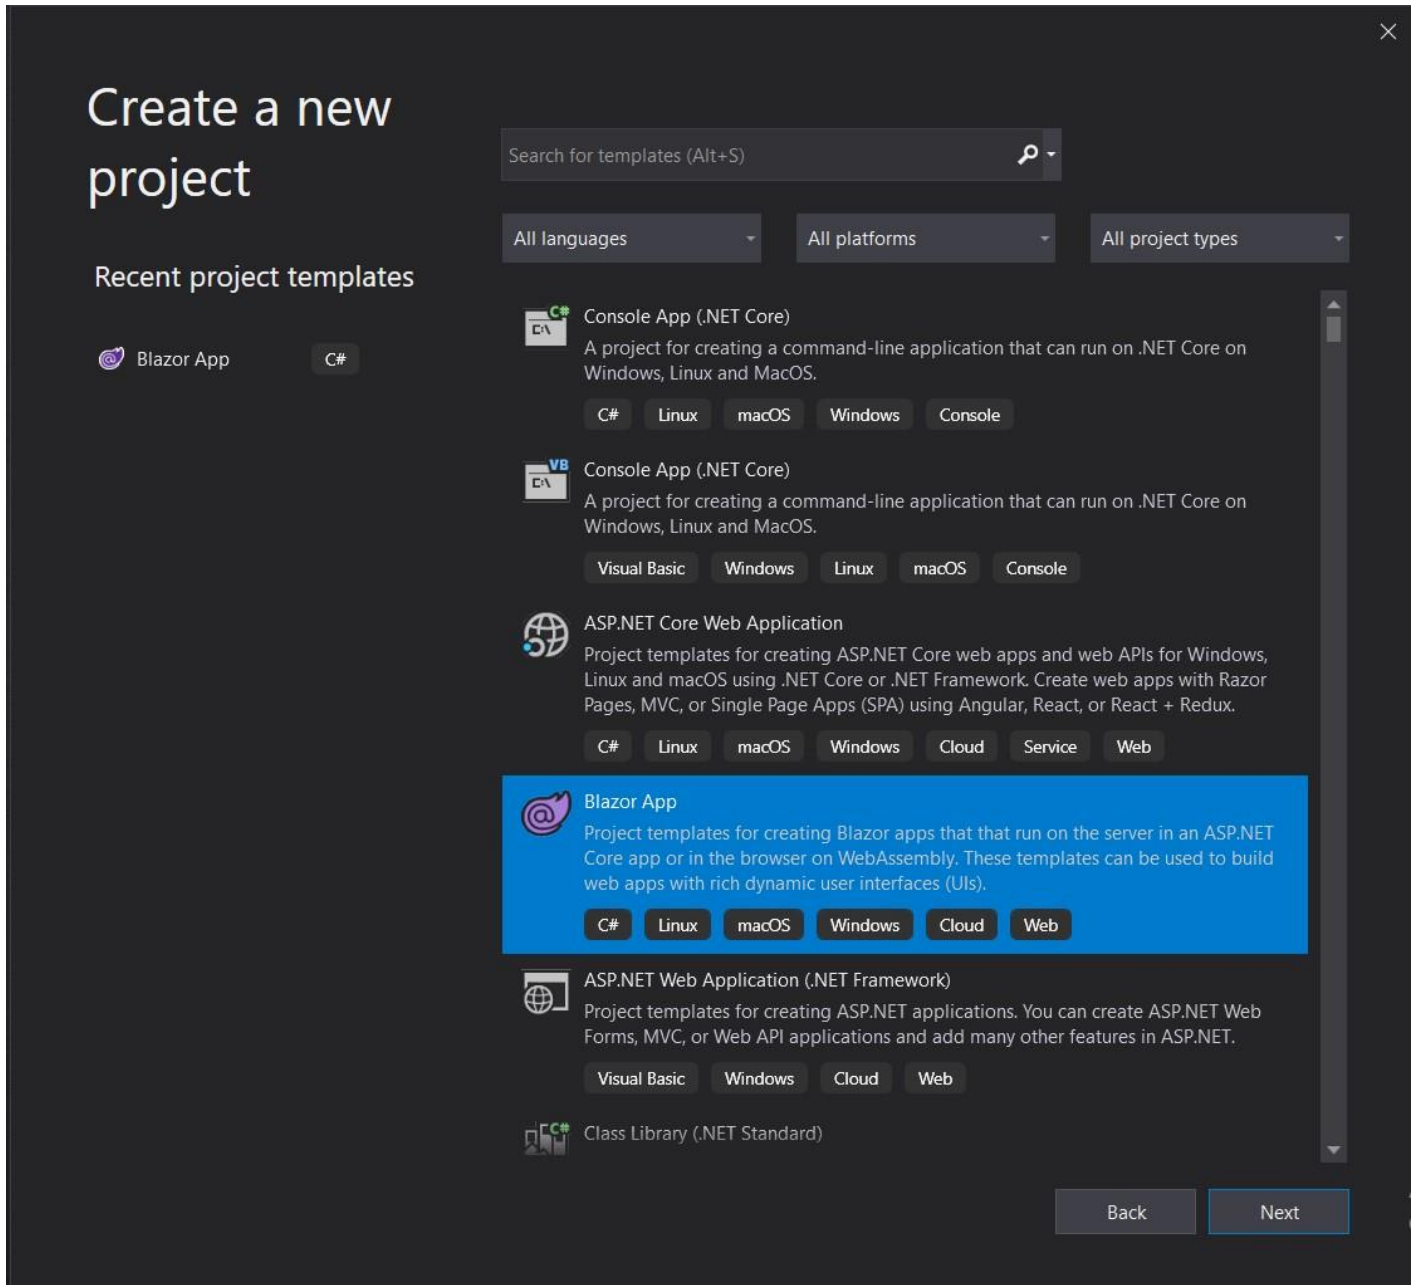 Create a new
project
Search for templates (Alt+S)
All languages
All platforms
All project types
Recent project templates
Blazor App
C#
C#
C:\
Console App (.NET Core)
A project for creating a command-line application that can run on .NET Core on
Windows, Linux and MacOS.
C# Linux macOS Windows Console
VB
C:\
Console App (.NET Core)
A project for creating a command-line application that can run on .NET Core on
Windows, Linux and MacOS.
Visual Basic Windows Linux macOS Console
ASP.NET Core Web Application
Project templates for creating ASP.NET Core web apps and web APIs for Windows,
Linux and macOS using .NET Core or .NET Framework. Create web apps with Razor
Pages, MVC, or Single Page Apps (SPA) using Angular, React, or React + Redux.
C# Linux macOS Windows Cloud Service Web
@
Blazor App
Project templates for creating Blazor apps that that run on the server in an ASP.NET
Core app or in the browser on WebAssembly. These templates can be used to build
web apps with rich dynamic user interfaces (UIs).
C# Linux macOS Windows Cloud Web
ASP.NET Web Application (.NET Framework)
Project templates for creating ASP.NET applications. You can create ASP.NET Web
Forms, MVC, or Web API applications and add many other features in ASP.NET.
Visual Basic Windows Cloud Web
C#
Class Library (.NET Standard)
Back
Next